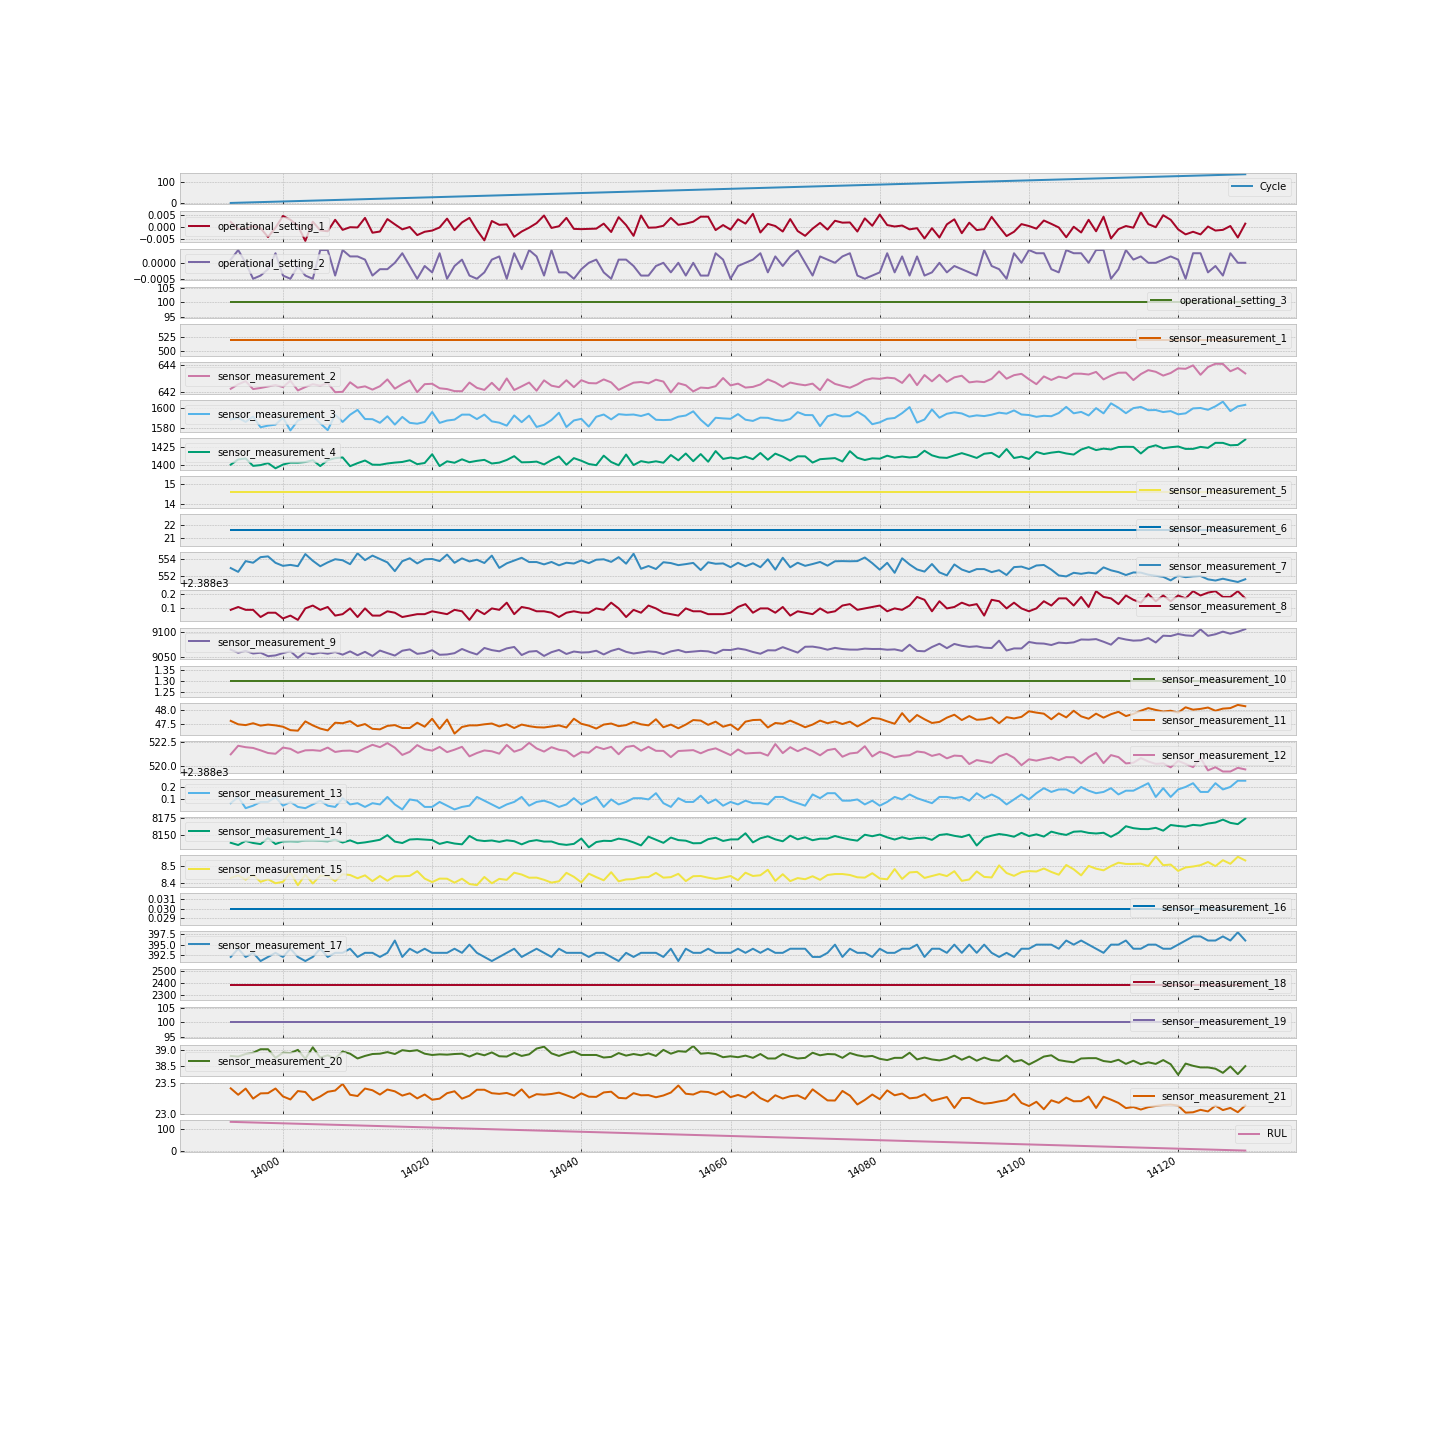 100
0
Cycle
0.005
0.000
−0.005
operational_setting_1
0.0000
−0.0005
operational_setting_2
105
100
95
operational_setting_3
525
500
sensor_measurement_1
644
642
sensor_measurement_2
1600
1580
sensor_measurement_3
1425
1400
sensor_measurement_4
15
14
sensor_measurement_5
22
21
sensor_measurement_6
554
552
sensor_measurement_7
+2.388e3
0.2
0.1
sensor_measurement_8
9100
9050
sensor_measurement_9
1.35
1.30
1.25
sensor_measurement_10
48.0
47.5
sensor_measurement_11
522.5
520.0
sensor_measurement_12
+2.388e3
0.2
0.1
sensor_measurement_13
8175
8150
sensor_measurement_14
8.5
8.4
sensor_measurement_15
0.031
0.030
0.029
sensor_measurement_16
397.5
395.0
392.5
sensor_measurement_17
2500
2400
2300
sensor_measurement_18
105
100
95
sensor_measurement_19
39.0
38.5
sensor_measurement_20
23.5
23.0
sensor_measurement_21
100
0
RUL
14000 14020 14040 14060 14080 14100 14120